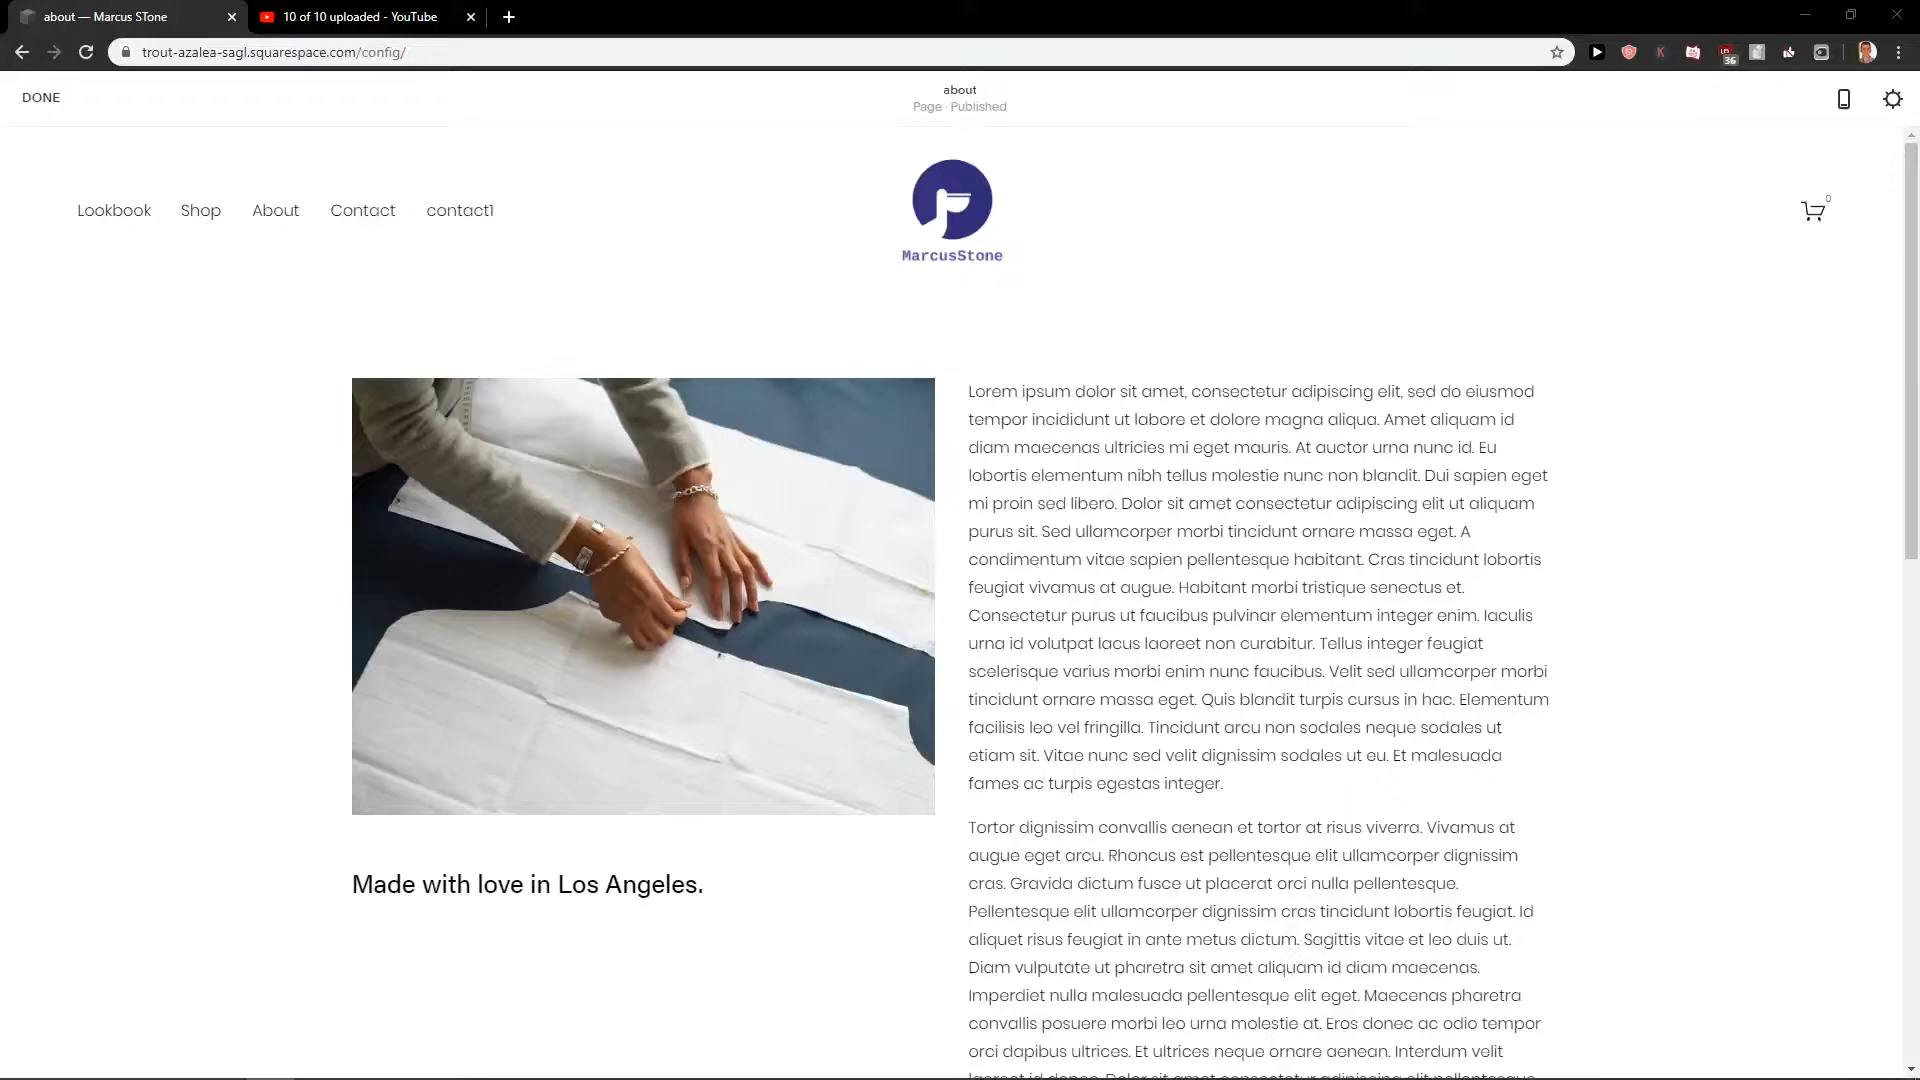 about — Marcus STone
10 of 10 uploaded - YouTube
trout-azalea-sagl.squarespace.com/config/
36
DONE
about
Page · Published
Lookbook Shop About Contact contact1
MarcusStone
0
Lorem ipsum dolor sit amet, consectetur adipiscing elit, sed do eiusmod
tempor incididunt ut labore et dolore magna aliqua. Amet aliquam id
diam maecenas ultricies mi eget mauris. At auctor urna nunc id. Eu
lobortis elementum nibh tellus molestie nunc non blandit. Dui sapien eget
mi proin sed libero. Dolor sit amet consectetur adipiscing elit ut aliquam
purus sit. Sed ullamcorper morbi tincidunt ornare massa eget. A
condimentum vitae sapien pellentesque habitant. Cras tincidunt lobortis
feugiat vivamus at augue. Habitant morbi tristique senectus et.
Consectetur purus ut faucibus pulvinar elementum integer enim. Iaculis
urna id volutpat lacus laoreet non curabitur. Tellus integer feugiat
scelerisque varius morbi enim nunc faucibus. Velit sed ullamcorper morbi
tincidunt ornare massa eget. Quis blandit turpis cursus in hac. Elementum
facilisis leo vel fringilla. Tincidunt arcu non sodales neque sodales ut
etiam sit. Vitae nunc sed velit dignissim sodales ut eu. Et malesuada
fames ac turpis egestas integer.
Tortor dignissim convallis aenean et tortor at risus viverra. Vivamus at
augue eget arcu. Rhoncus est pellentesque elit ullamcorper dignissim
cras. Gravida dictum fusce ut placerat orci nulla pellentesque.
Pellentesque elit ullamcorper dignissim cras tincidunt lobortis feugiat. Id
aliquet risus feugiat in ante metus dictum. Sagittis vitae et leo duis ut.
Diam vulputate ut pharetra sit amet aliquam id diam maecenas.
Imperdiet nulla malesuada pellentesque elit eget. Maecenas pharetra
convallis posuere morbi leo urna molestie at. Eros donec ac odio tempor
orci dapibus ultrices. Et ultrices neque ornare aenean. Interdum velit
Made with love in Los Angeles.